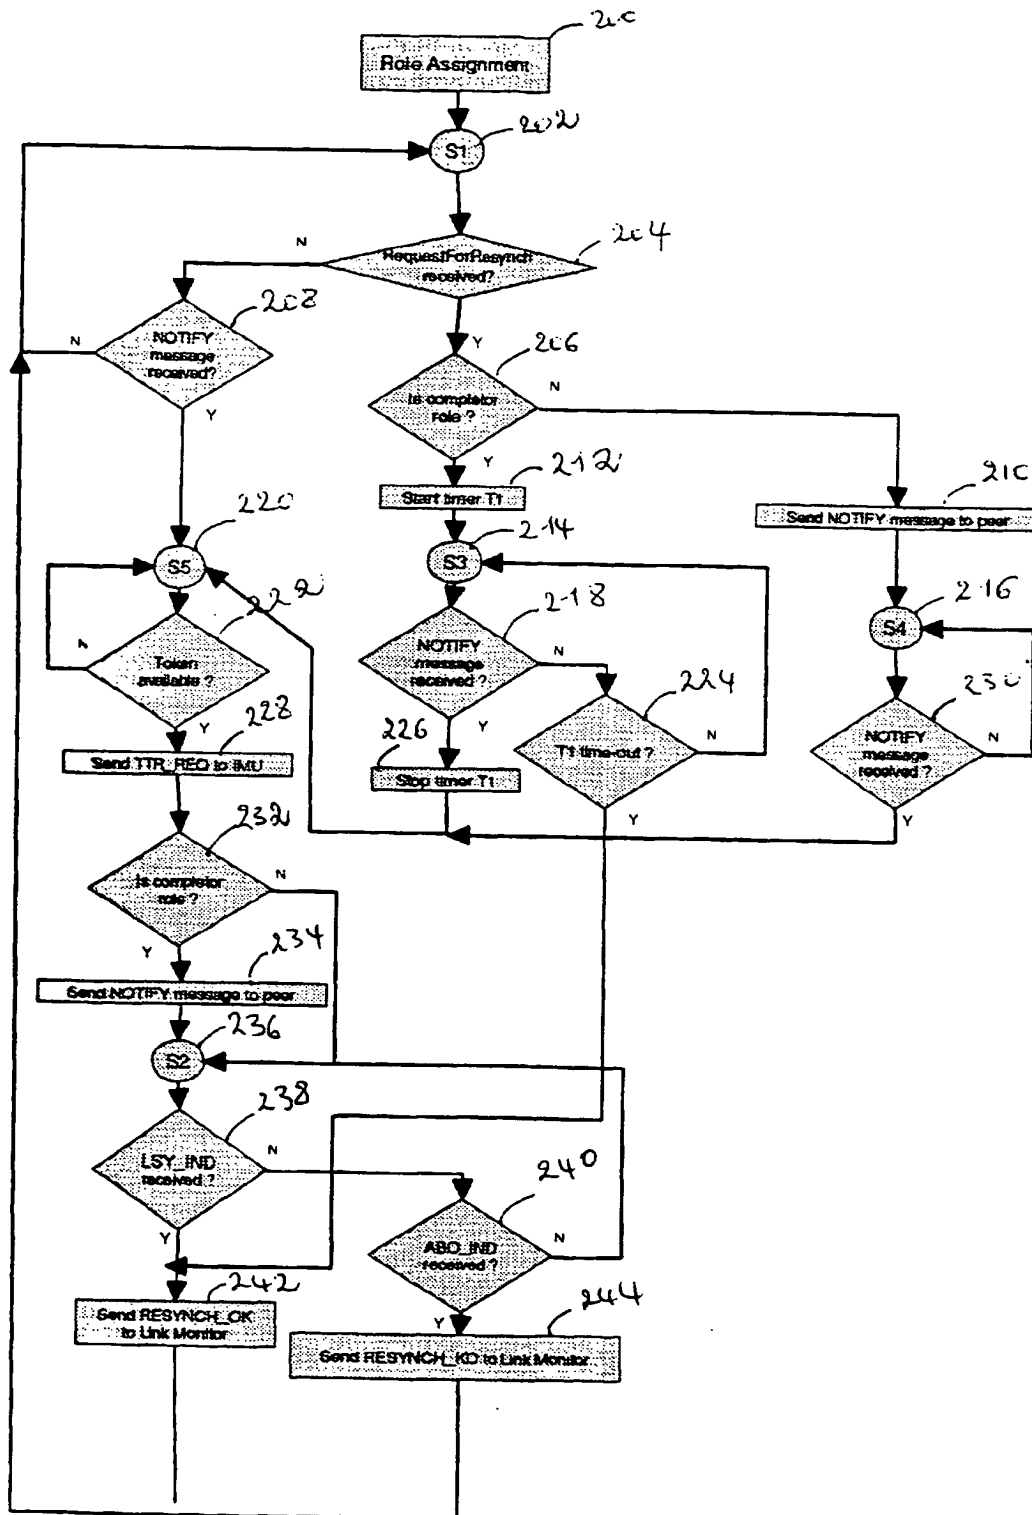 200
Role Assignment
202
S1
204
N
RequestForResynch
received?
208
Y
206
N
NOTIFY
message
received?
N
Is completor
role ?
Y
Y
212
210
Start timer T1
Send NOTIFY message to peer
220
214
S5
S3
216
222
218
S4
N
Token
available ?
NOTIFY
message
received ?
N
224
230
Y
228
226
Y
T1 time-out ?
N
NOTIFY
message
received ?
N
Send TTR_REQ to IMU
Stop timer T1
232
Y
Y
Is completor
role ?
N
Y
234
Send NOTIFY message to peer
236
S2
238
LSY_IND
received ?
N
240
Y
ABO_IND
received ?
N
242
244
Send RESYNCH_OK
to Link Monitor
Y
Send RESYNCH_KO to Link Monitor